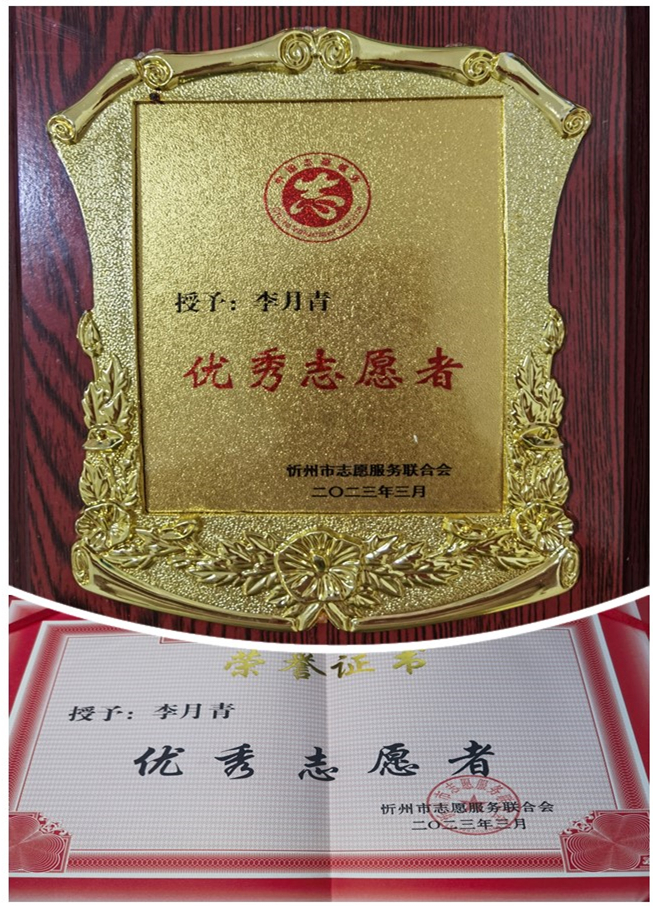 授予：李月青
优秀志愿者
忻州市志愿服务联合会
二〇二三年三月
荣誉证书
授予：李月青
优秀志愿者
忻州市志愿服务联合会
二〇二三年三月